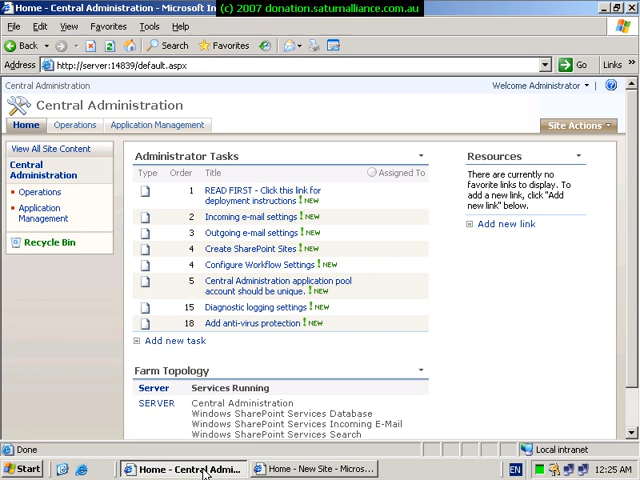 Home - Central Administration - Microsoft In
(c) 2007 donation.saturnalliance.com.au
File Edit View Favorites Tools Help
Back Search Favorites
Address http://server:14839/default.aspx Go Links »
Central Administration Welcome Administrator
Central Administration
Home Operations Application Management Site Actions
View All Site Content
Central
Administration
Operations
Application
Management
Recycle Bin
Administrator Tasks
Type Order Title Assigned To
1 READ FIRST - Click this link for
deployment instructions ! NEW
2 Incoming e-mail settings ! NEW
3 Outgoing e-mail settings ! NEW
4 Create SharePoint Sites ! NEW
4 Configure Workflow Settings ! NEW
5 Central Administration application pool
account should be unique. ! NEW
15 Diagnostic logging settings ! NEW
18 Add anti-virus protection ! NEW
Add new task
Farm Topology
Server Services Running
SERVER Central Administration
Windows SharePoint Services Database
Windows SharePoint Services Incoming E-Mail
Windows SharePoint Services Search
Resources
There are currently no
favorite links to display. To
add a new link, click "Add
new link" below.
Add new link
Done Local intranet
Start Home - Central Admi... Home - New Site - Micros... EN 12:25 AM